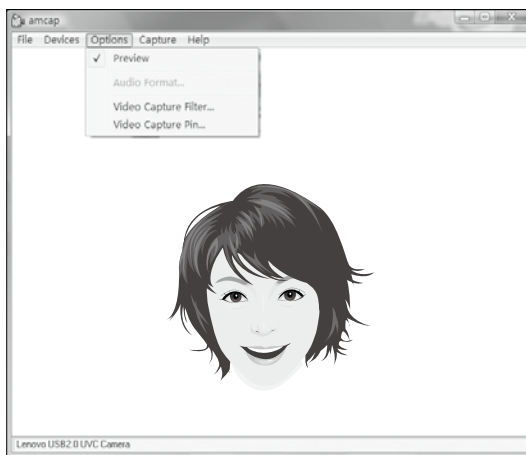 amcap
File Devices Options Capture Help
Preview
Audio Format...
Video Capture Filter...
Video Capture Pin...
Lenovo USB2.0 UVC Camera